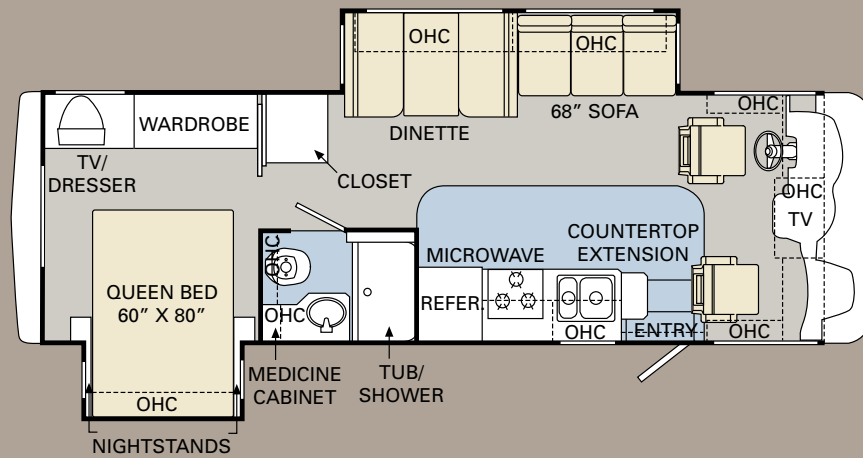 OHC
OHC
68” SOFA
DINETTE
OHC
WARDROBE
TV/
DRESSER
CLOSET
OHC
TV
COUNTERTOP
EXTENSION
MICROWAVE
OHC
QUEEN BED
60” X 80”
REFER.
OHC
OHC
ENTRY
OHC
MEDICINE
CABINET
TUB/
SHOWER
OHC
NIGHTSTANDS